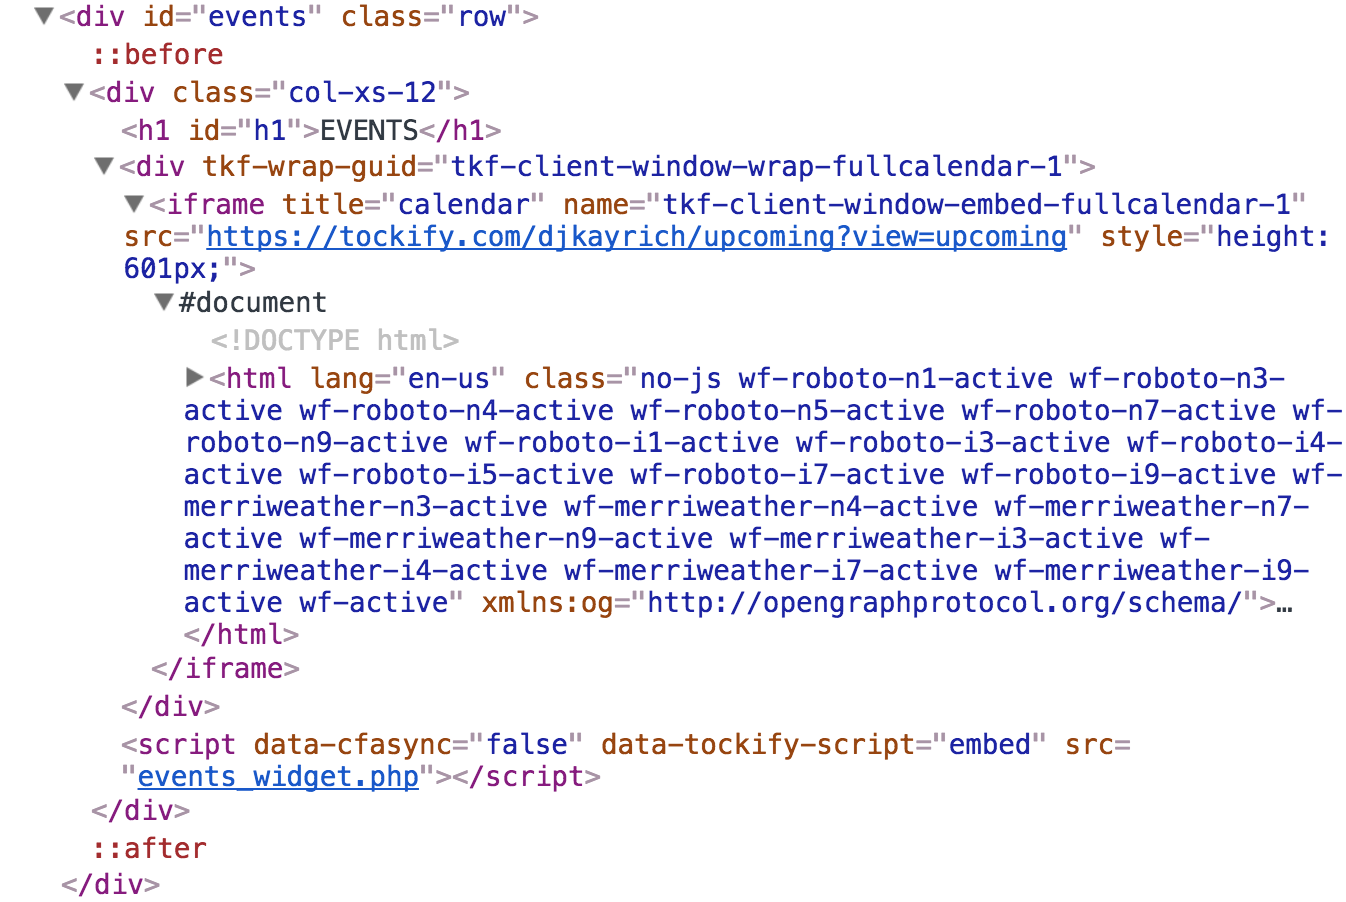 ▼<div id="events" class="row">
::before
▼<div class="col-xs-12">
<h1 id="h1">EVENTS</h1>
▼<div tkf-wrap-guid="tkf-client-window-wrap-fullcalendar-1">
▼<iframe title="calendar" name="tkf-client-window-embed-fullcalendar-1"
src="https://tockify.com/djkayrich/upcoming?view=upcoming" style="height:
601px;">
▼#document
<!DOCTYPE html>
▶<html lang="en-us" class="no-js wf-roboto-n1-active wf-roboto-n3-
active wf-roboto-n4-active wf-roboto-n5-active wf-roboto-n7-active wf-
roboto-n9-active wf-roboto-i1-active wf-roboto-i3-active wf-roboto-i4-
active wf-roboto-i5-active wf-roboto-i7-active wf-roboto-i9-active wf-
merriweather-n3-active wf-merriweather-n4-active wf-merriweather-n7-
active wf-merriweather-n9-active wf-merriweather-i3-active wf-
merriweather-i4-active wf-merriweather-i7-active wf-merriweather-i9-
active wf-active" xmlns:og="http://opengraphprotocol.org/schema/">…
</html>
</iframe>
</div>
<script data-cfasync="false" data-tockify-script="embed" src=
"events_widget.php"></script>
</div>
::after
</div>